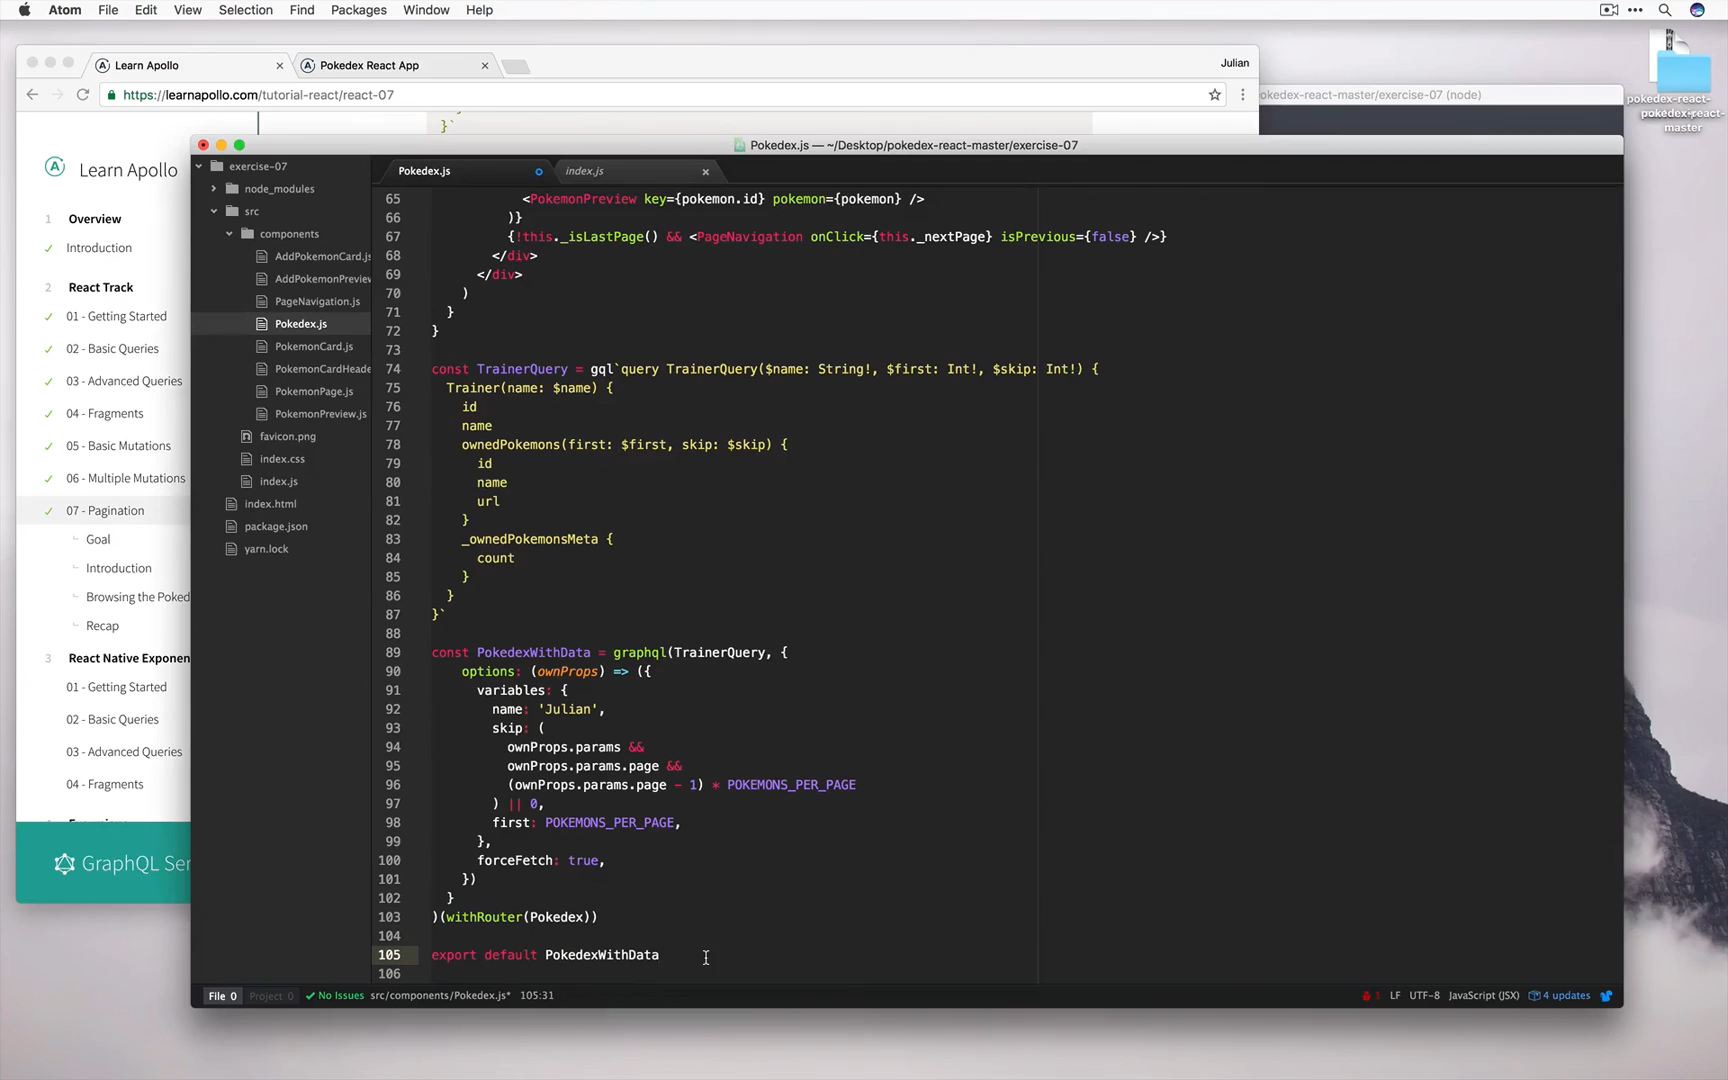 Atom File Edit View Selection Find Packages Window Help
Learn Apollo
Pokedex React App
Julian
https://learnapollo.com/tutorial-react/react-07
okedex-react-master/exercise-07 (node)
pokedex-react-
pokedex-react-
master
}`
Learn Apollo
1 Overview
Introduction
2 React Track
01 - Getting Started
02 - Basic Queries
03 - Advanced Queries
04 - Fragments
05 - Basic Mutations
06 - Multiple Mutations
07 - Pagination
Goal
Introduction
Browsing the Poked
Recap
3 React Native Exponen
01 - Getting Started
02 - Basic Queries
03 - Advanced Queries
04 - Fragments
GraphQL Ser
Pokedex.js — ~/Desktop/pokedex-react-master/exercise-07
exercise-07
node_modules
src
components
AddPokemonCard.js
AddPokemonPreview
PageNavigation.js
Pokedex.js
PokemonCard.js
PokemonCardHeade
PokemonPage.js
PokemonPreview.js
favicon.png
index.css
index.js
index.html
package.json
yarn.lock
Pokedex.js
index.js
65 <PokemonPreview key={pokemon.id} pokemon={pokemon} />
66 )}
67 {!this._isLastPage() && <PageNavigation onClick={this._nextPage} isPrevious={false} />}
68 </div>
69 </div>
70 )
71 }
72 }
73
74 const TrainerQuery = gql`query TrainerQuery($name: String!, $first: Int!, $skip: Int!) {
75 Trainer(name: $name) {
76 id
77 name
78 ownedPokemons(first: $first, skip: $skip) {
79 id
80 name
81 url
82 }
83 _ownedPokemonsMeta {
84 count
85 }
86 }
87 }`
88
89 const PokedexWithData = graphql(TrainerQuery, {
90 options: (ownProps) => ({
91 variables: {
92 name: 'Julian',
93 skip: (
94 ownProps.params &&
95 ownProps.params.page &&
96 (ownProps.params.page - 1) * POKEMONS_PER_PAGE
97 ) || 0,
98 first: POKEMONS_PER_PAGE,
99 },
100 forceFetch: true,
101 })
102 }
103 )(withRouter(Pokedex))
104
105 export default PokedexWithData
106
File 0 Project 0 No Issues src/components/Pokedex.js* 105:31
1 LF UTF-8 JavaScript (JSX) 4 updates